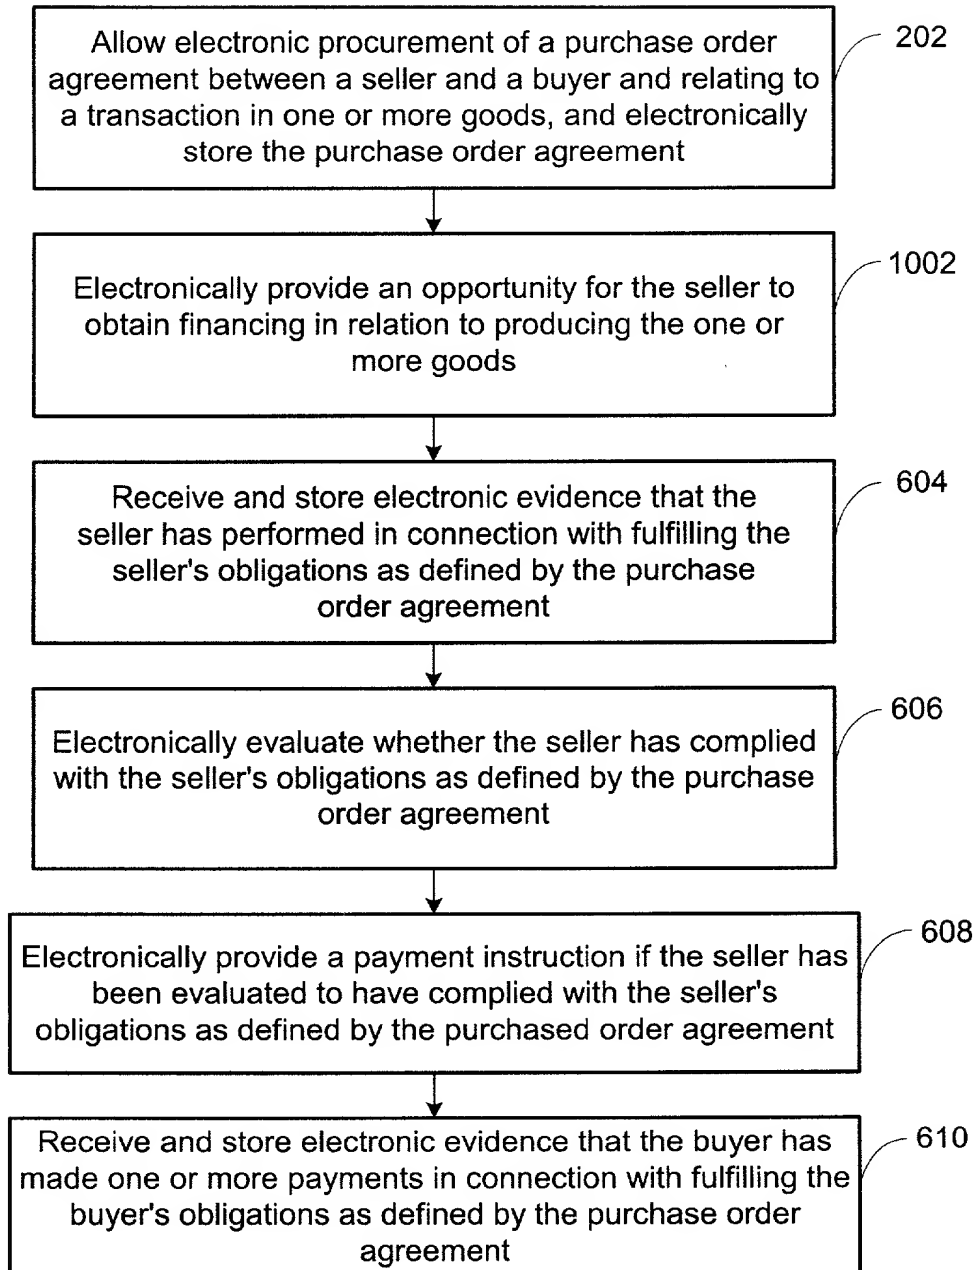 Allow electronic procurement of a purchase order
agreement between a seller and a buyer and relating to
a transaction in one or more goods, and electronically
store the purchase order agreement
202
Electronically provide an opportunity for the seller to
obtain financing in relation to producing the one or
more goods
1002
Receive and store electronic evidence that the
seller has performed in connection with fulfilling the
seller's obligations as defined by the purchase
order agreement
604
Electronically evaluate whether the seller has complied
with the seller's obligations as defined by the purchase
order agreement
606
Electronically provide a payment instruction if the seller has
been evaluated to have complied with the seller's
obligations as defined by the purchased order agreement
608
Receive and store electronic evidence that the buyer has
made one or more payments in connection with fulfilling the
buyer's obligations as defined by the purchase order
agreement
610